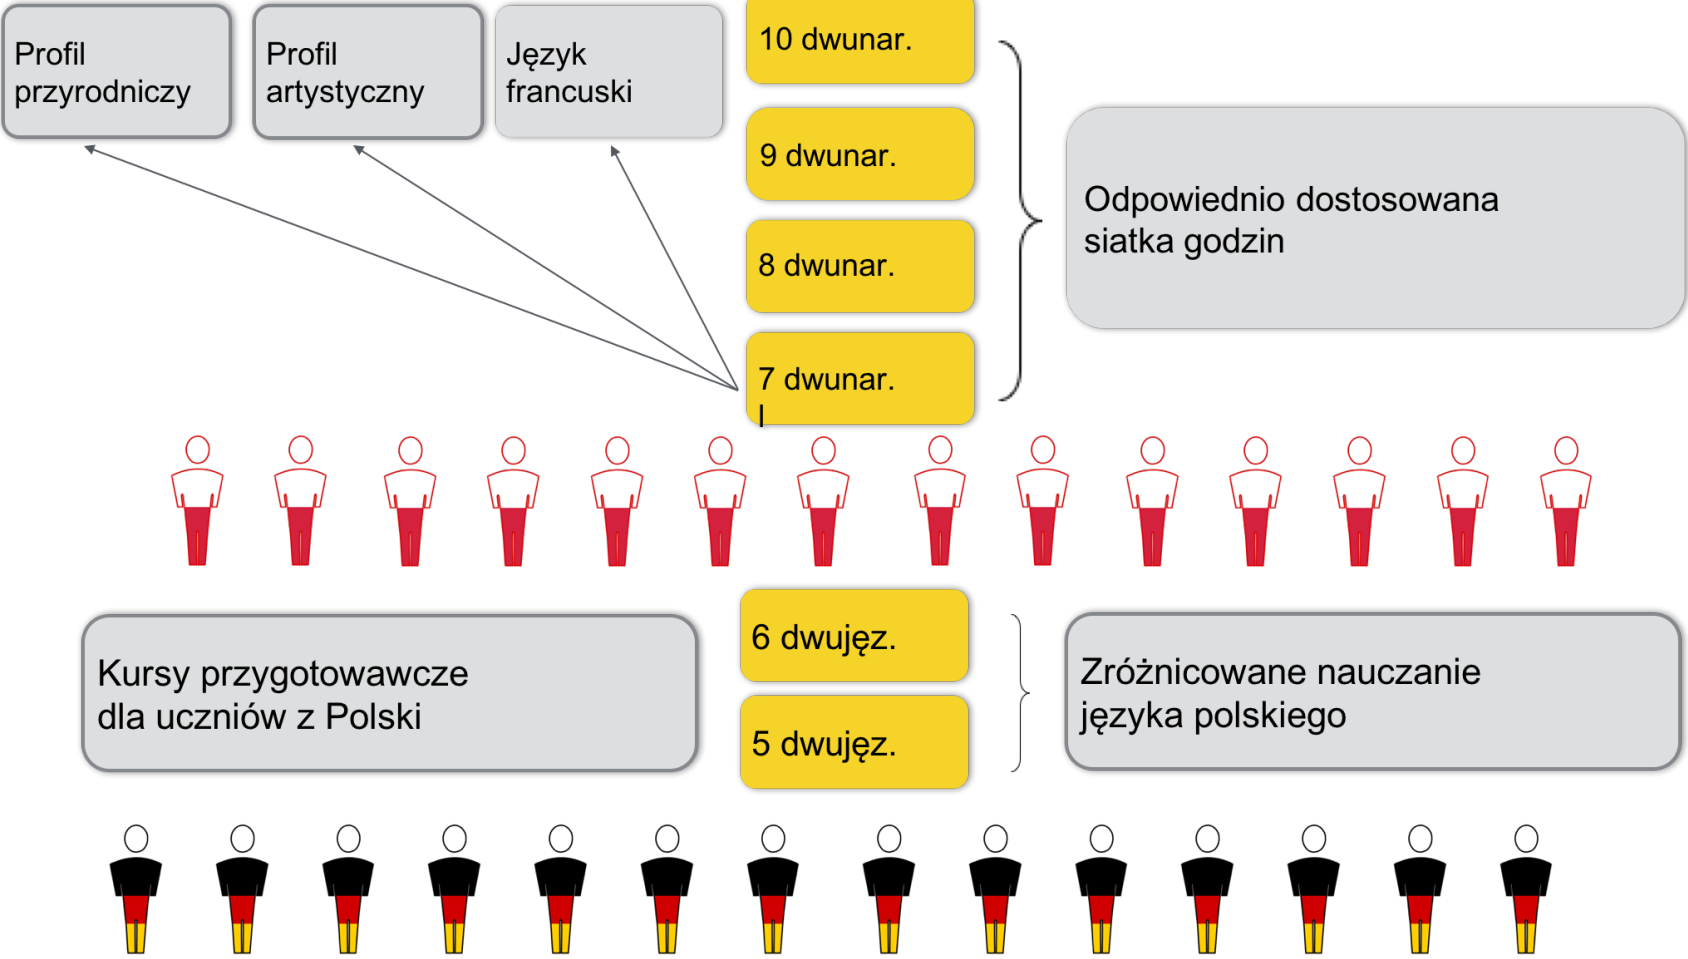 Profil
przyrodniczy
Profil
artystyczny
Język
francuski
10 dwunar.
9 dwunar.
8 dwunar.
7 dwunar.
l
Odpowiednio dostosowana
siatka godzin
Kursy przygotowawcze
dla uczniów z Polski
6 dwujęz.
5 dwujęz.
Zróżnicowane nauczanie
języka polskiego